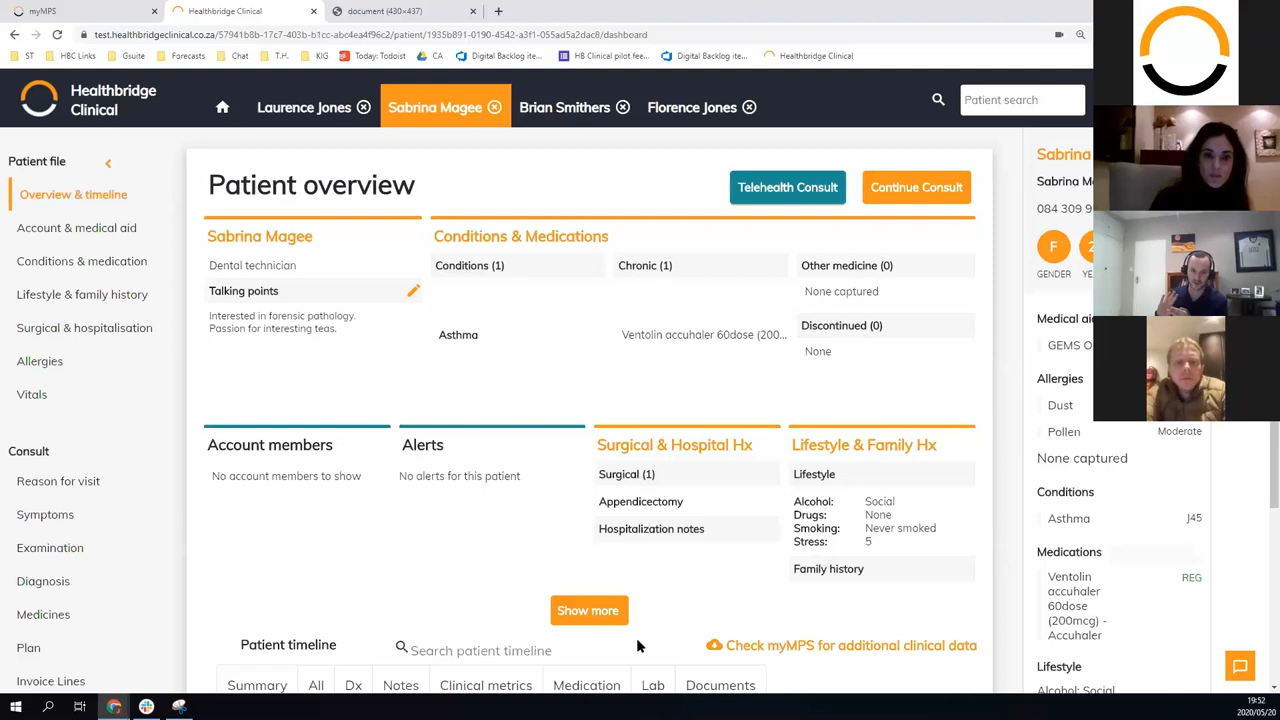 myMPS
Healthbridge Clinical
document (430×437)
test.healthbridgeclinical.co.za/57941b8b-17c7-403b-b1cc-abc4ea4f96c2/patient/1935b891-0190-4542-a3f1-055ad5a2dac8/dashboard
ST
HBC Links
Gsuite
Forecasts
Chat
T.H.
KIG
Today: Todoist
CA
Digital Backlog ite...
HB Clinical pilot fee...
Digital Backlog ite...
Healthbridge Clinical
Healthbridge
Clinical
Laurence Jones
Sabrina Magee
Brian Smithers
Florence Jones
Patient search
Patient file
Overview & timeline
Account & medical aid
Conditions & medication
Lifestyle & family history
Surgical & hospitalisation
Allergies
Vitals
Consult
Reason for visit
Symptoms
Examination
Diagnosis
Medicines
Plan
Invoice Lines
Patient overview
Telehealth Consult
Continue Consult
Sabrina Magee
Dental technician
Talking points
Interested in forensic pathology.
Passion for interesting teas.
Conditions & Medications
Conditions (1)
Asthma
Chronic (1)
Ventolin accuhaler 60dose (200...
Other medicine (0)
None captured
Discontinued (0)
None
Account members
No account members to show
Alerts
No alerts for this patient
Surgical & Hospital Hx
Surgical (1)
Appendicectomy
Hospitalization notes
Lifestyle & Family Hx
Lifestyle
Alcohol: Social
Drugs: None
Smoking: Never smoked
Stress: 5
Family history
Show more
Patient timeline
Search patient timeline
Check myMPS for additional clinical data
Summary
All
Dx
Notes
Clinical metrics
Medication
Lab
Documents
Sabrina
Sabrina M
084 309 9
F
2
GENDER
YE
Medical aid
GEMS O
Allergies
Dust
Pollen Moderate
None captured
Conditions
Asthma J45
Medications
Ventolin REG
accuhaler
60dose
(200mcg) -
Accuhaler
Lifestyle
Alcohol: Social
19:52
2020/05/20